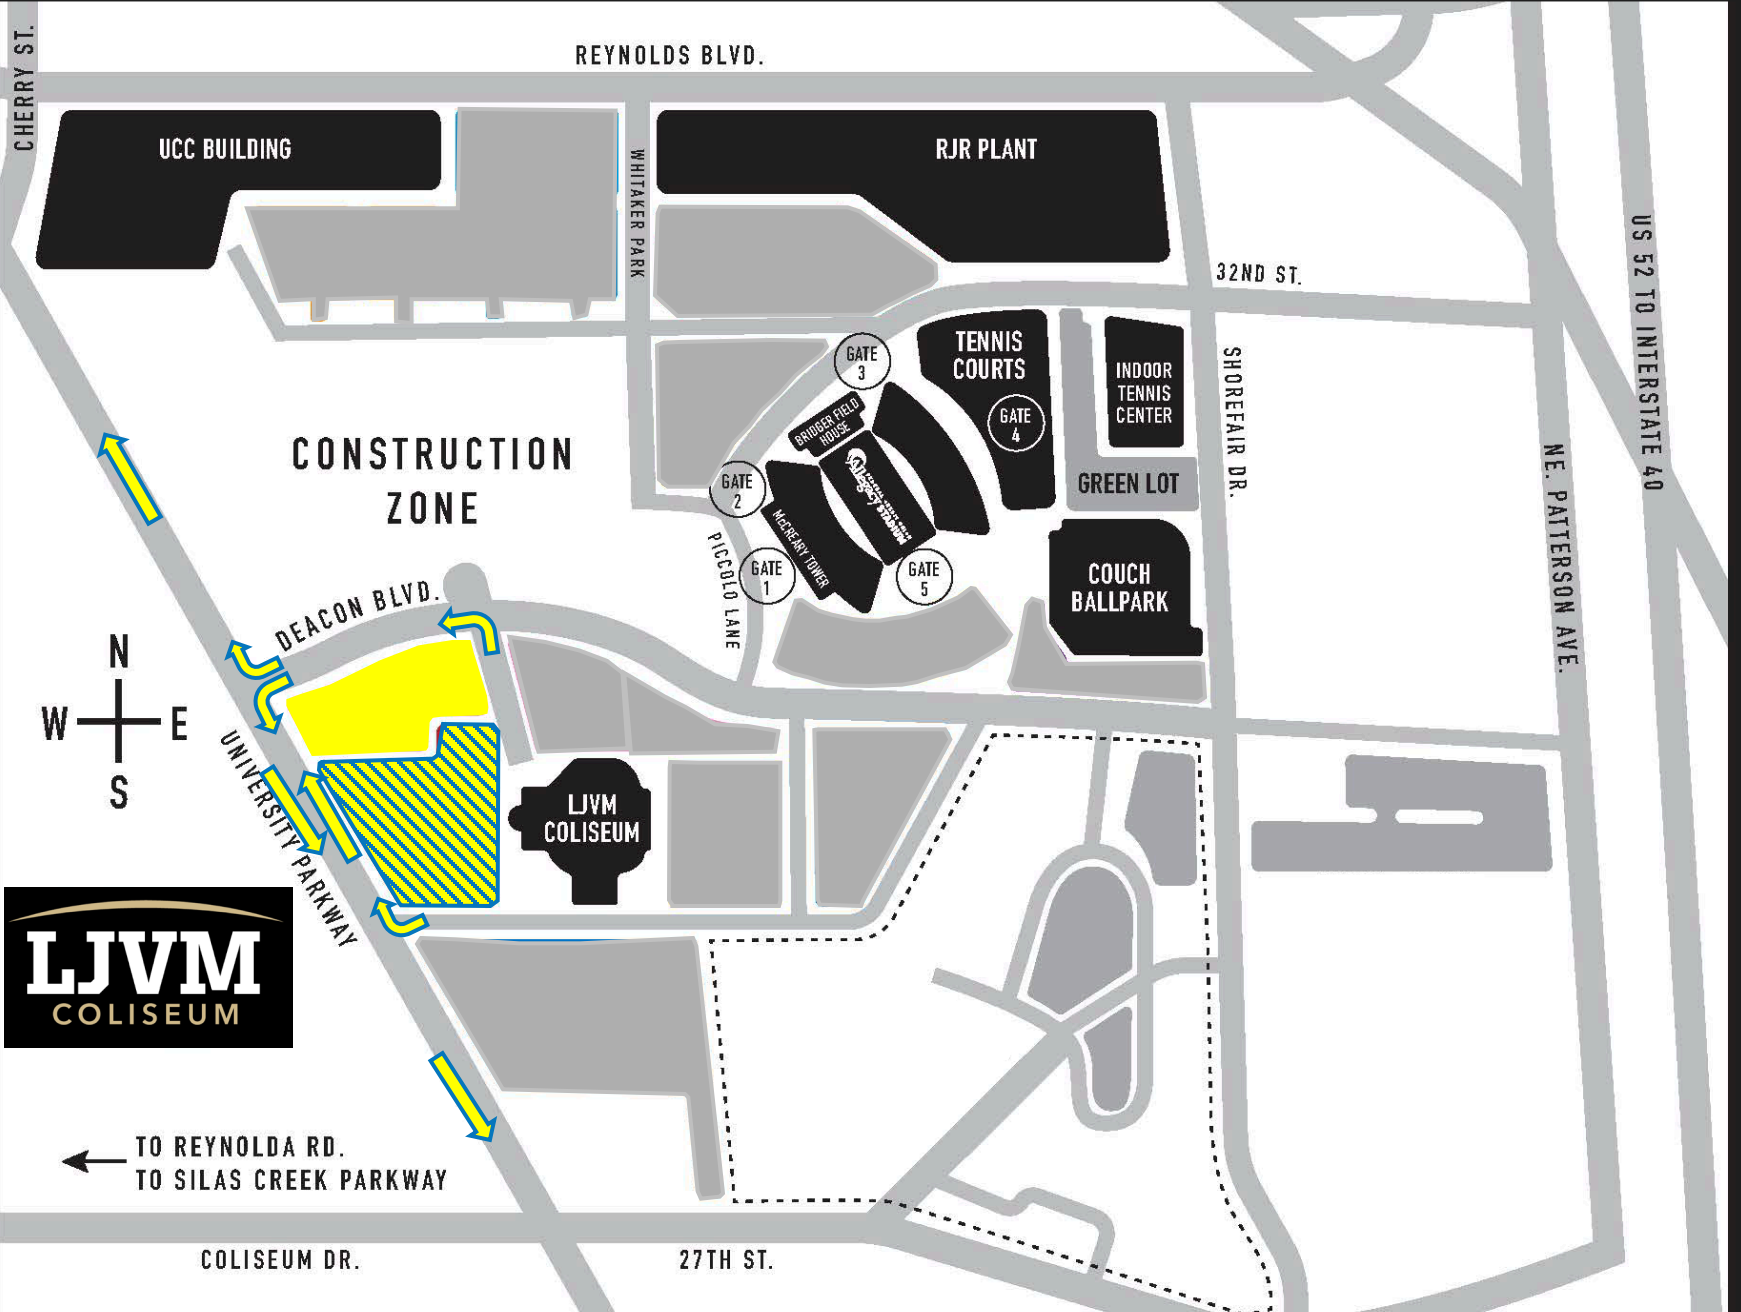 CHERRY ST.
REYNOLDS BLVD.
UCC BUILDING
WHITAKER PARK
RJR PLANT
32ND ST.
US 52 TO INTERSTATE 40
GATE
3
TENNIS
COURTS
GATE
4
INDOOR
TENNIS
CENTER
SHOREFAIR DR.
BRIDGER FIELD
HOUSE
CONSTRUCTION
ZONE
GATE
2
Allegacy
STADIUM
GREEN LOT
NE. PATTERSON AVE.
McCREARY TOWER
PICCOLO LANE
GATE
1
GATE
5
COUCH
BALLPARK
DEACON BLVD.
N
W E
S
UNIVERSITY PARKWAY
LJVM
COLISEUM
LJVM
COLISEUM
TO REYNOLDA RD.
TO SILAS CREEK PARKWAY
COLISEUM DR.
27TH ST.